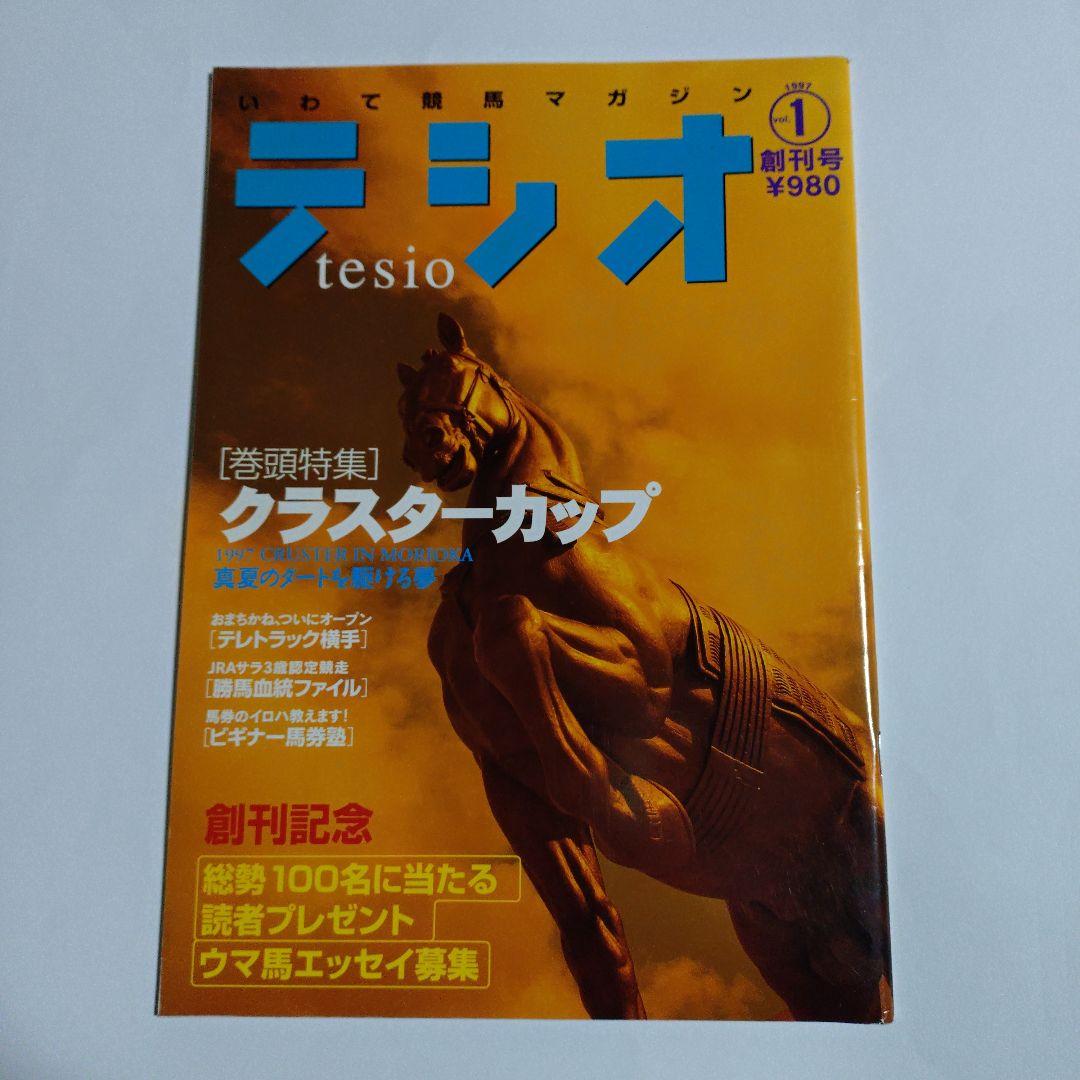 いわて競馬マガジン
テシオ
tesio
1997
vol.1
創刊号
¥980
[巻頭特集]
クラスターカップ
1997 CRUSTER IN MORIOKA
真夏のダートを駆ける夢
おまちかね、ついにオープン
[テレトラック横手]
JRAサラ3歳認定競走
[勝馬血統ファイル]
馬券のイロハ教えます!
[ビギナー馬券塾]
創刊記念
総勢100名に当たる
読者プレゼント
ウマ馬エッセイ募集